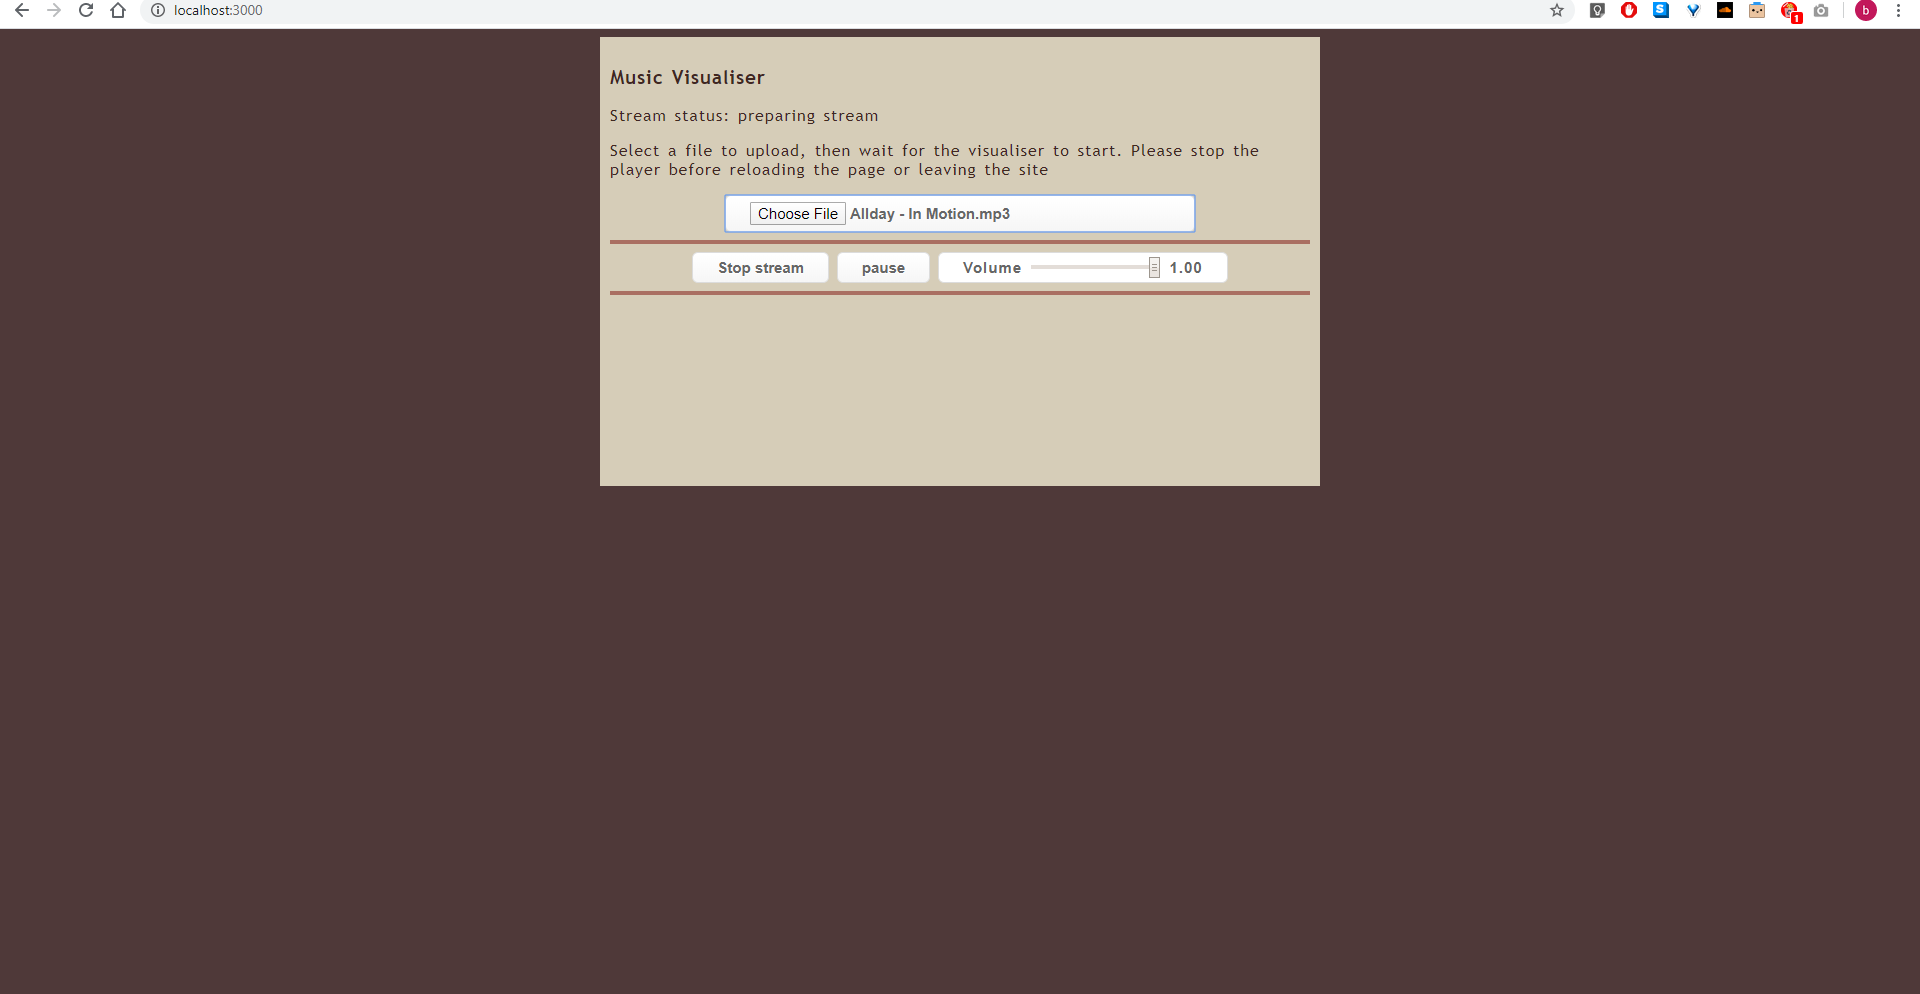 localhost:3000
S
1
b
Music Visualiser
Stream status: preparing stream
Select a file to upload, then wait for the visualiser to start. Please stop the
player before reloading the page or leaving the site
Choose File Allday - In Motion.mp3
Stop stream pause Volume 1.00